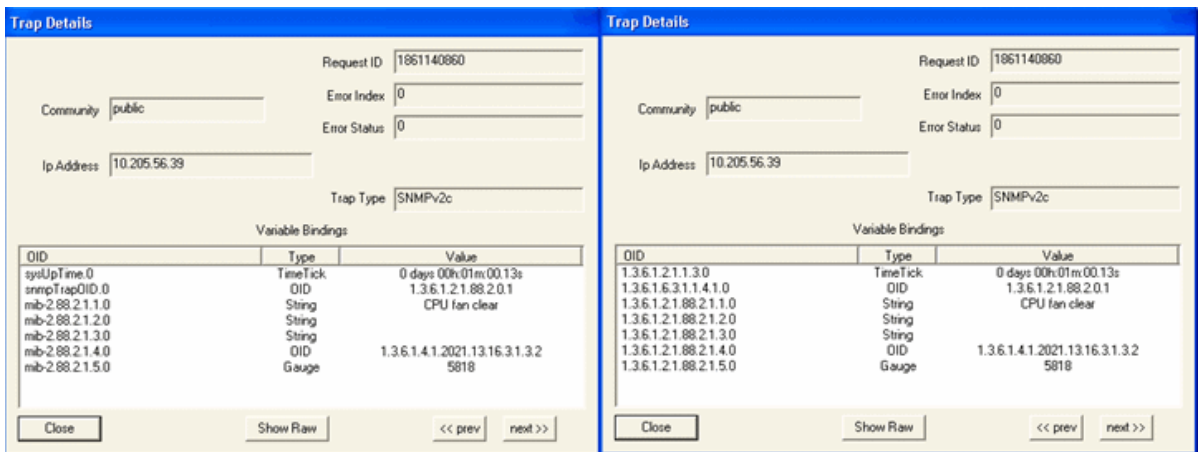 Trap Details
Request ID 1861140860
Error Index 0
Community public
Error Status 0
Ip Address 10.205.56.39
Trap Type SNMPv2c
Variable Bindings
OID Type Value
sysUpTime.0 TimeTick 0 days 00h:01m:00.13s
snmpTrapOID.0 OID 1.3.6.1.2.1.88.2.0.1
mib-2.88.2.1.1.0 String CPU fan clear
mib-2.88.2.1.2.0 String
mib-2.88.2.1.3.0 String
mib-2.88.2.1.4.0 OID 1.3.6.1.4.1.2021.13.16.3.1.3.2
mib-2.88.2.1.5.0 Gauge 5818
Close Show Raw << prev next >>
Trap Details
Request ID 1861140860
Error Index 0
Community public
Error Status 0
Ip Address 10.205.56.39
Trap Type SNMPv2c
Variable Bindings
OID Type Value
1.3.6.1.2.1.1.3.0 TimeTick 0 days 00h:01m:00.13s
1.3.6.1.6.3.1.1.4.1.0 OID 1.3.6.1.2.1.88.2.0.1
1.3.6.1.2.1.88.2.1.1.0 String CPU fan clear
1.3.6.1.2.1.88.2.1.2.0 String
1.3.6.1.2.1.88.2.1.3.0 String
1.3.6.1.2.1.88.2.1.4.0 OID 1.3.6.1.4.1.2021.13.16.3.1.3.2
1.3.6.1.2.1.88.2.1.5.0 Gauge 5818
Close Show Raw << prev next >>